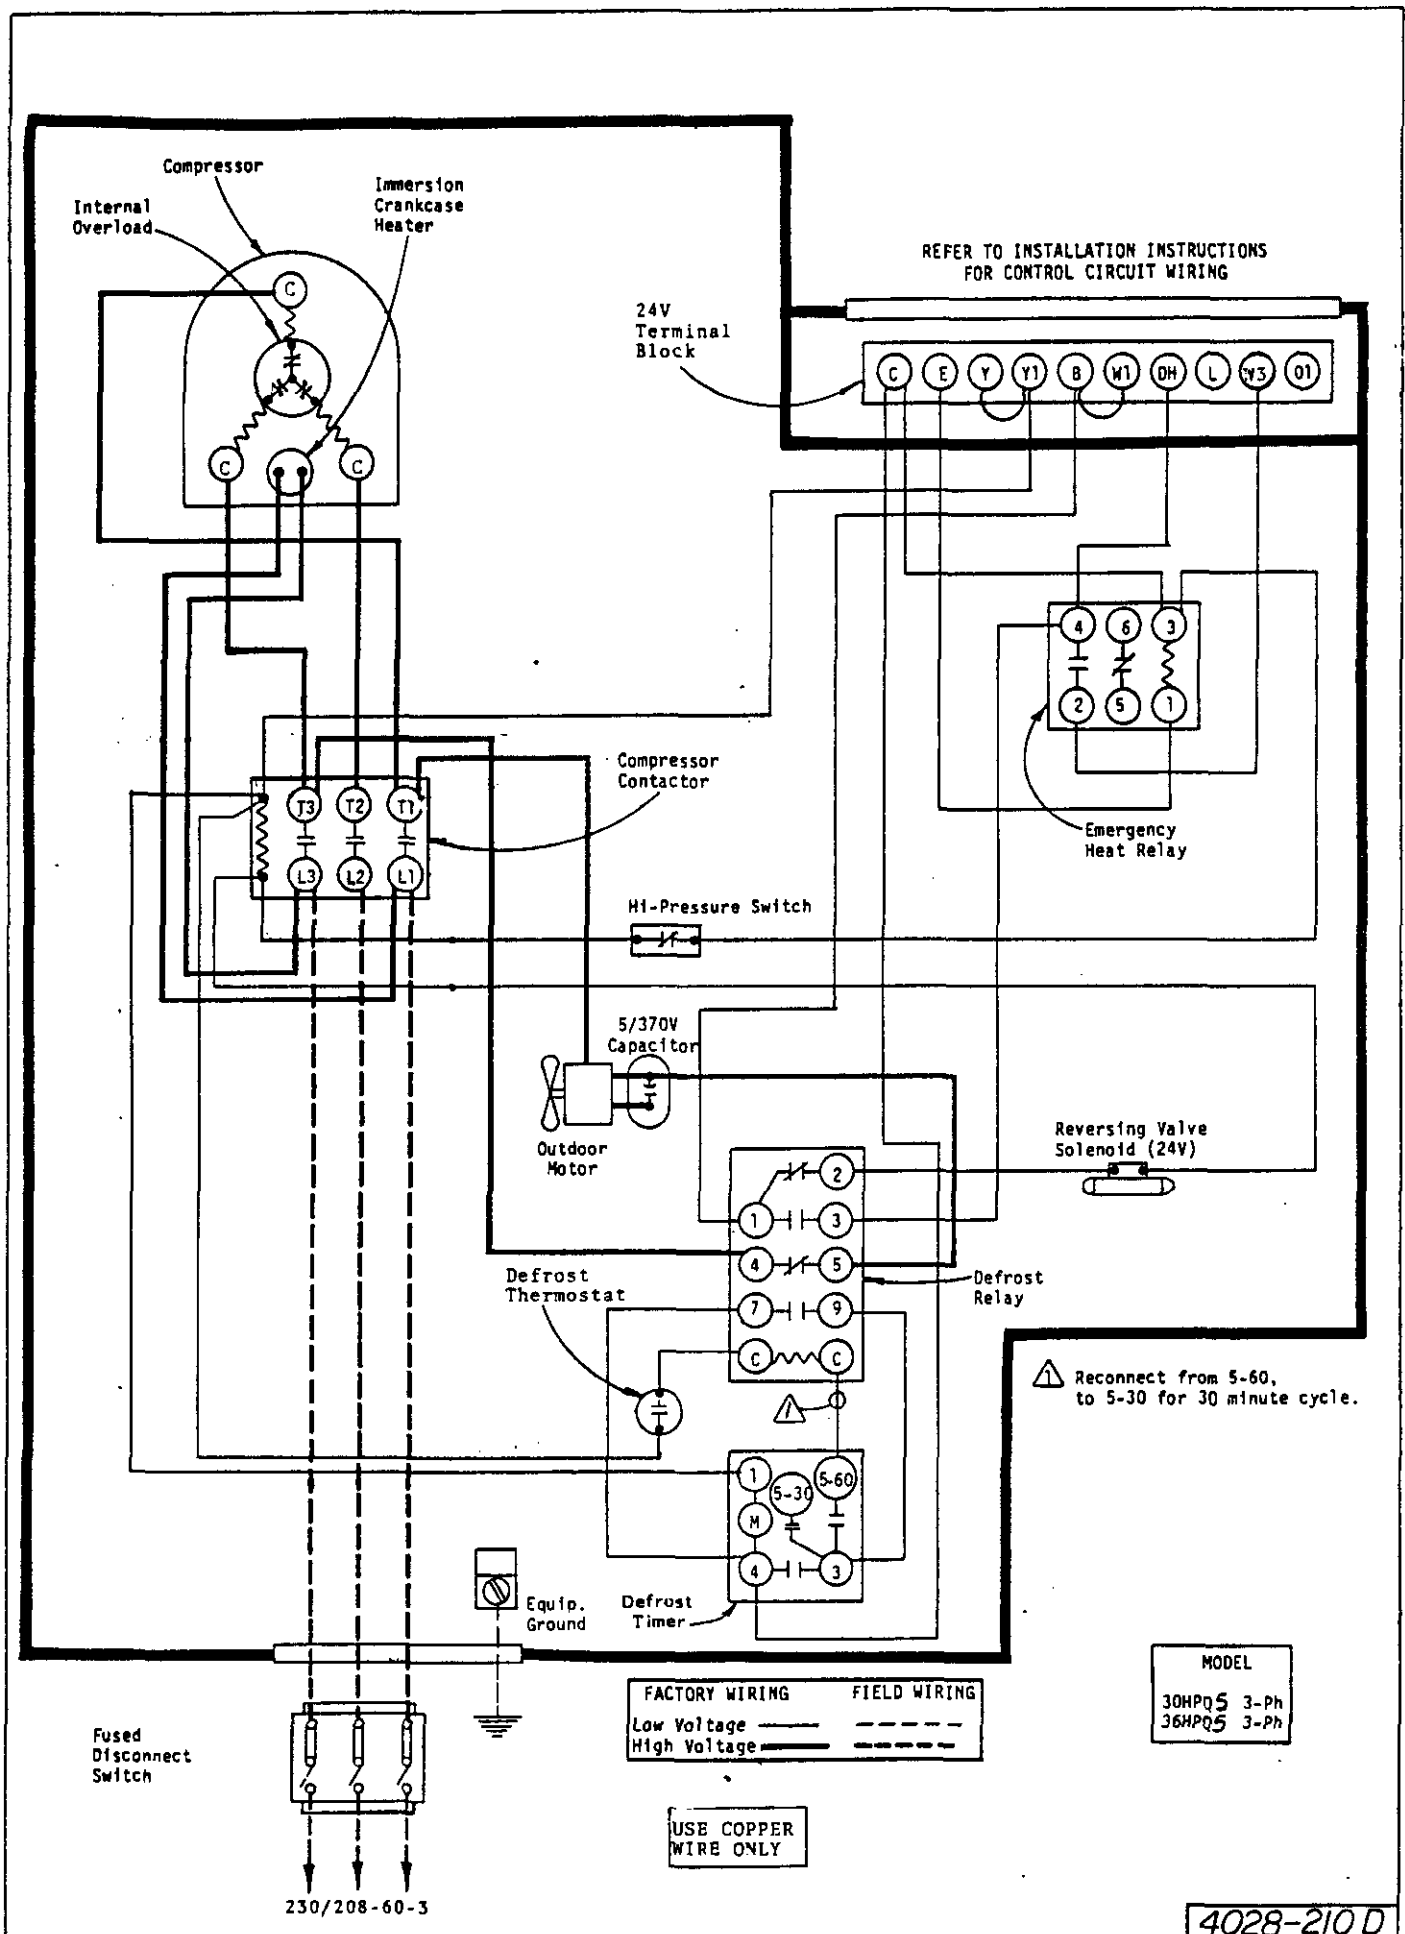 Compressor
Internal
Overload
Immersion
Crankcase
Heater
REFER TO INSTALLATION INSTRUCTIONS
FOR CONTROL CIRCUIT WIRING
24V
Terminal
Block
C E Y Y1 B W1 DH L W3 O1
C
C C
4 6 3
2 5 1
Emergency
Heat Relay
Compressor
Contactor
T3 T2 T1
L3 L2 L1
Hi-Pressure Switch
5/370V
Capacitor
Outdoor
Motor
Reversing Valve
Solenoid (24V)
2
1 3
4 5
7 9
C C
Defrost
Relay
Defrost
Thermostat
1 Reconnect from 5-60,
to 5-30 for 30 minute cycle.
1
1 5-30 5-60
M
4 3
Defrost
Timer
Equip.
Ground
FACTORY WIRING FIELD WIRING
Low Voltage
High Voltage
MODEL
30HPQ5 3-Ph
36HPQ5 3-Ph
Fused
Disconnect
Switch
USE COPPER
WIRE ONLY
230/208-60-3
4028-210 D